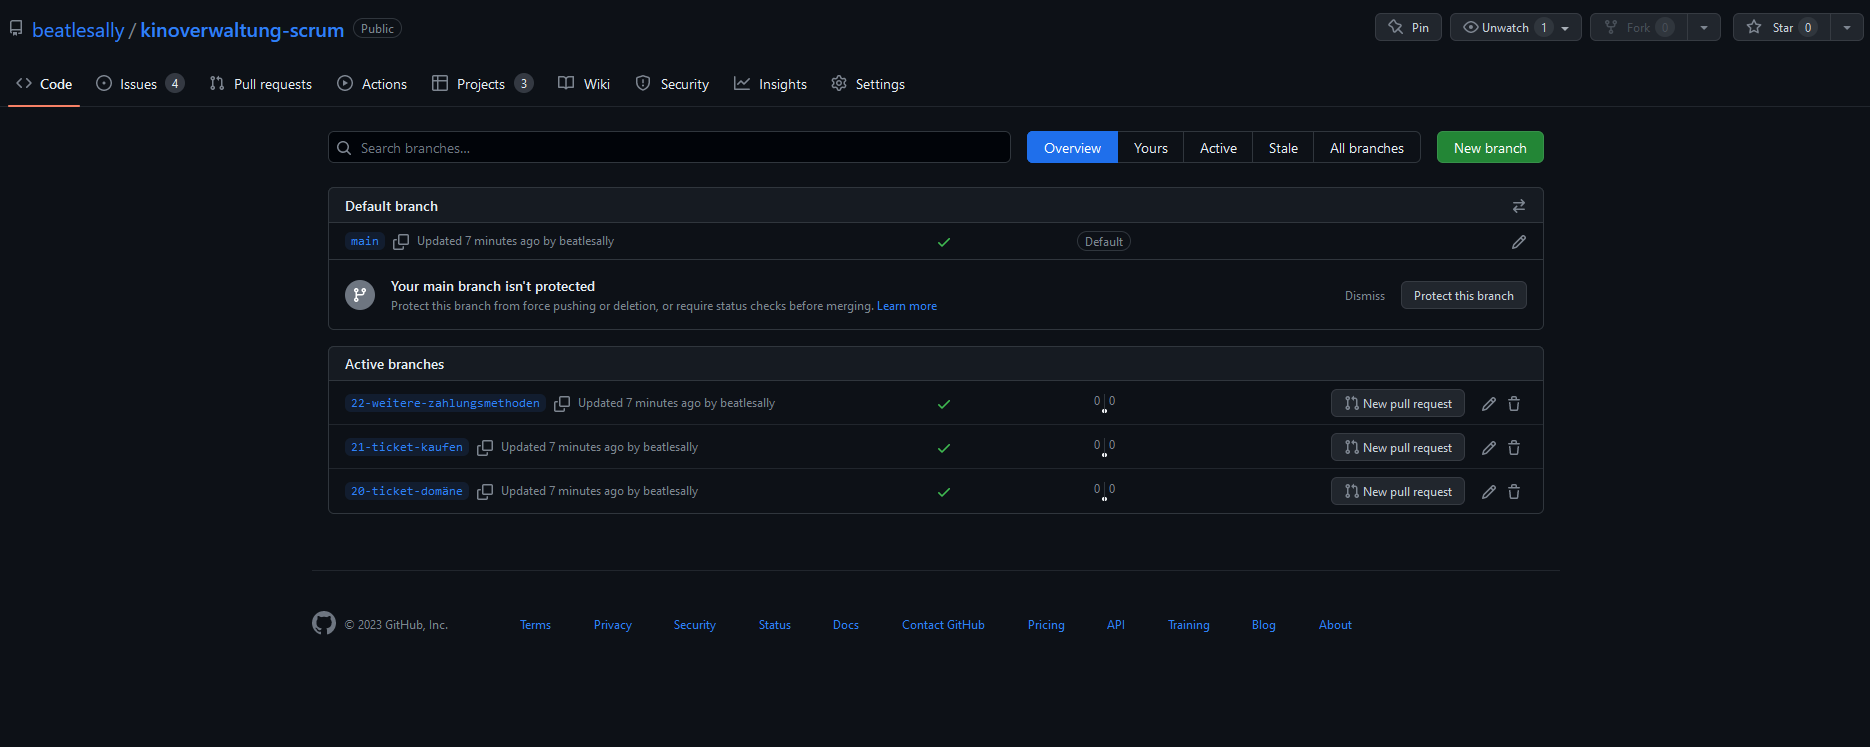 beatlesally / kinoverwaltung-scrum Public Pin Unwatch 1 Fork 0 Star 0
Code Issues 4 Pull requests Actions Projects 3 Wiki Security Insights Settings
Search branches... Overview Yours Active Stale All branches New branch
Default branch
main Updated 7 minutes ago by beatlesally Default
Your main branch isn't protected
Protect this branch from force pushing or deletion, or require status checks before merging. Learn more Dismiss Protect this branch
Active branches
22-weitere-zahlungsmethoden Updated 7 minutes ago by beatlesally 0 0 New pull request
21-ticket-kaufen Updated 7 minutes ago by beatlesally 0 0 New pull request
20-ticket-domäne Updated 7 minutes ago by beatlesally 0 0 New pull request
© 2023 GitHub, Inc. Terms Privacy Security Status Docs Contact GitHub Pricing API Training Blog About